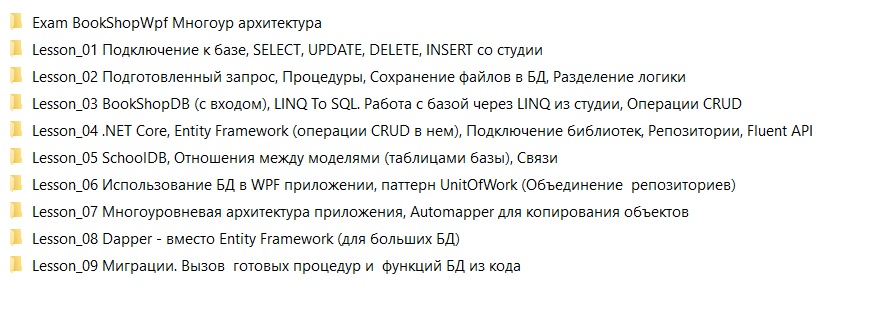 Exam BookShopWpf Многоур архитектура
Lesson_01 Подключение к базе, SELECT, UPDATE, DELETE, INSERT со студии
Lesson_02 Подготовленный запрос, Процедуры, Сохранение файлов в БД, Разделение логики
Lesson_03 BookShopDB (с входом), LINQ To SQL. Работа с базой через LINQ из студии, Операции CRUD
Lesson_04 .NET Core, Entity Framework (операции CRUD в нем), Подключение библиотек, Репозитории, Fluent API
Lesson_05 SchoolDB, Отношения между моделями (таблицами базы), Связи
Lesson_06 Использование БД в WPF приложении, паттерн UnitOfWork (Объединение  репозиториев)
Lesson_07 Многоуровневая архитектура приложения, Automapper для копирования объектов
Lesson_08 Dapper - вместо Entity Framework (для больших БД)
Lesson_09 Миграции. Вызов  готовых процедур и  функций БД из кода